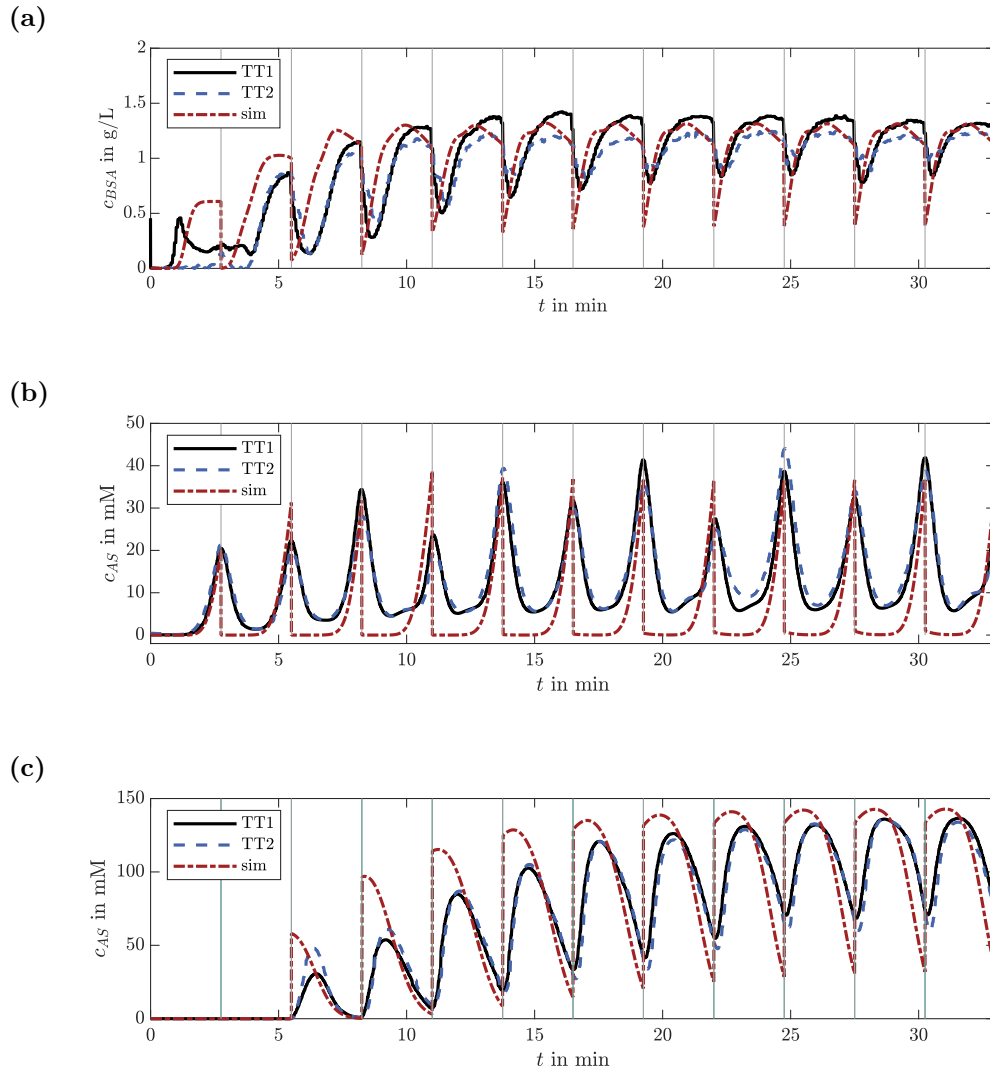 (a)
c_BSA in g/L
2
1.5
1
0.5
0
TT1
TT2
sim
0 5 10 15 20 25 30
t in min
(b)
c_AS in mM
50
40
30
20
10
0
TT1
TT2
sim
0 5 10 15 20 25 30
t in min
(c)
c_AS in mM
150
100
50
0
TT1
TT2
sim
0 5 10 15 20 25 30
t in min